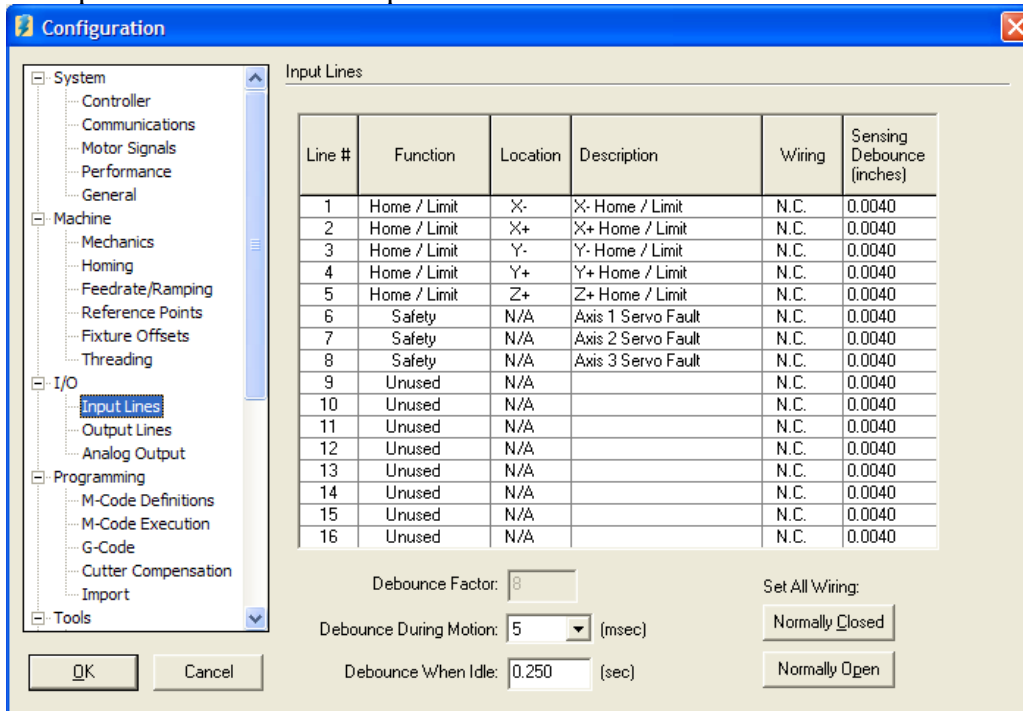 Configuration
System
Controller
Communications
Motor Signals
Performance
General
Machine
Mechanics
Homing
Feedrate/Ramping
Reference Points
Fixture Offsets
Threading
I/O
Input Lines
Output Lines
Analog Output
Programming
M-Code Definitions
M-Code Execution
G-Code
Cutter Compensation
Import
Tools
OK Cancel
Input Lines
Line # Function Location Description Wiring Sensing Debounce (inches)
1 Home / Limit X- X- Home / Limit N.C. 0.0040
2 Home / Limit X+ X+ Home / Limit N.C. 0.0040
3 Home / Limit Y- Y- Home / Limit N.C. 0.0040
4 Home / Limit Y+ Y+ Home / Limit N.C. 0.0040
5 Home / Limit Z+ Z+ Home / Limit N.C. 0.0040
6 Safety N/A Axis 1 Servo Fault N.C. 0.0040
7 Safety N/A Axis 2 Servo Fault N.C. 0.0040
8 Safety N/A Axis 3 Servo Fault N.C. 0.0040
9 Unused N/A N.C. 0.0040
10 Unused N/A N.C. 0.0040
11 Unused N/A N.C. 0.0040
12 Unused N/A N.C. 0.0040
13 Unused N/A N.C. 0.0040
14 Unused N/A N.C. 0.0040
15 Unused N/A N.C. 0.0040
16 Unused N/A N.C. 0.0040
Debounce Factor: 8
Debounce During Motion: 5 (msec)
Debounce When Idle: 0.250 (sec)
Set All Wiring:
Normally Closed
Normally Open